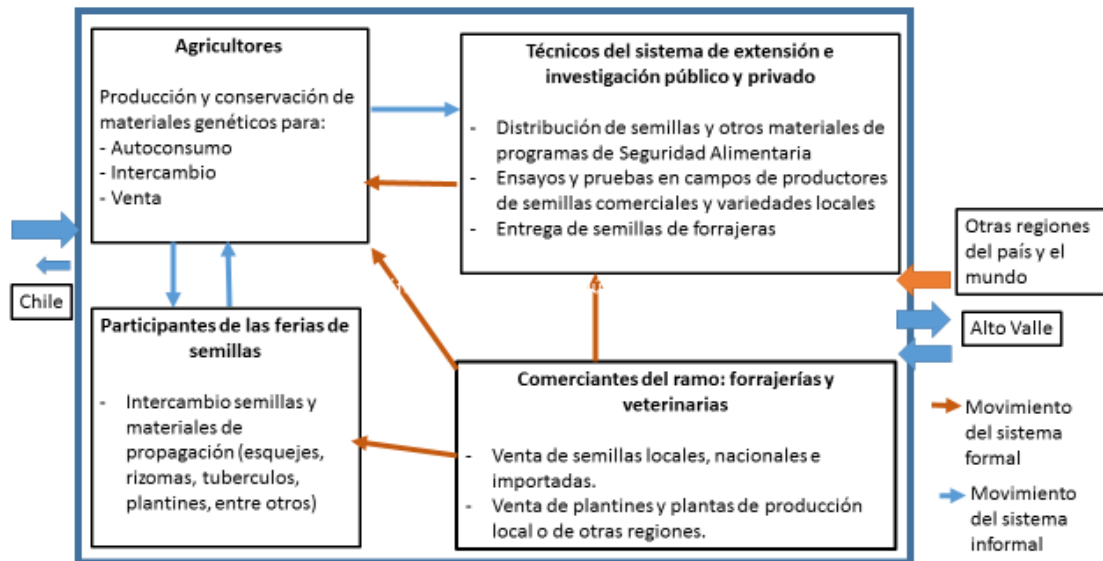 Agricultores
Producción y conservación de
materiales genéticos para:
- Autoconsumo
- Intercambio
- Venta
Técnicos del sistema de extensión e
investigación público y privado
- Distribución de semillas y otros materiales de
programas de Seguridad Alimentaria
- Ensayos y pruebas en campos de productores
de semillas comerciales y variedades locales
- Entrega de semillas de forrajeras
Chile
Otras regiones
del país y el
mundo
Alto Valle
Participantes de las ferias de
semillas
- Intercambio semillas y
materiales de
propagación (esquejes,
rizomas, tuberculos,
plantines, entre otros)
Comerciantes del ramo: forrajerías y
veterinarias
- Venta de semillas locales, nacionales e
importadas.
- Venta de plantines y plantas de producción
local o de otras regiones.
Movimiento
del sistema
formal
Movimiento
del sistema
informal